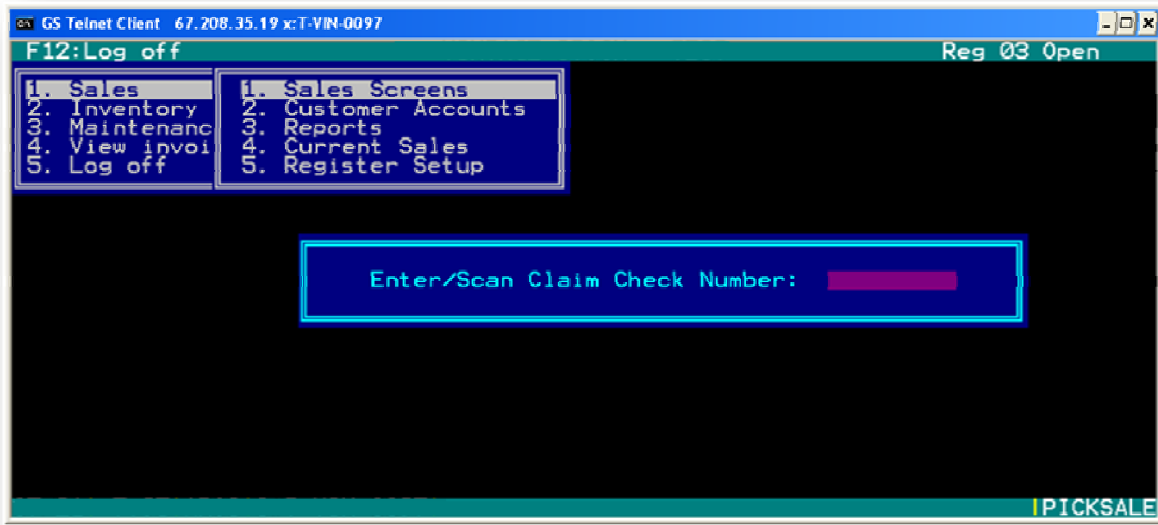 GS Telnet Client 67.208.35.19 x:T-VIN-0097
F12:Log off Reg 03 Open
1. Sales
2. Inventory
3. Maintenanc
4. View invoi
5. Log off
1. Sales Screens
2. Customer Accounts
3. Reports
4. Current Sales
5. Register Setup
Enter/Scan Claim Check Number:
PICKSALE